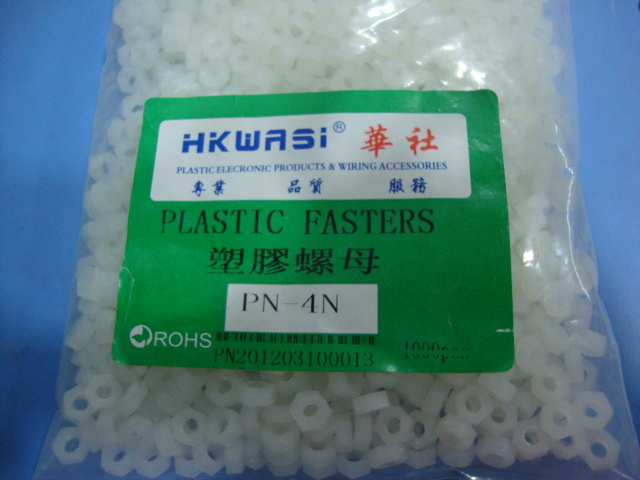 HKWASi® 華社
PLASTIC ELECRONIC PRODUCTS & WIRING ACCESSORIES
專業 品質 服務
PLASTIC FASTERS
塑膠螺母
PN-4N
ROHS
PN201203100013 1000pcs